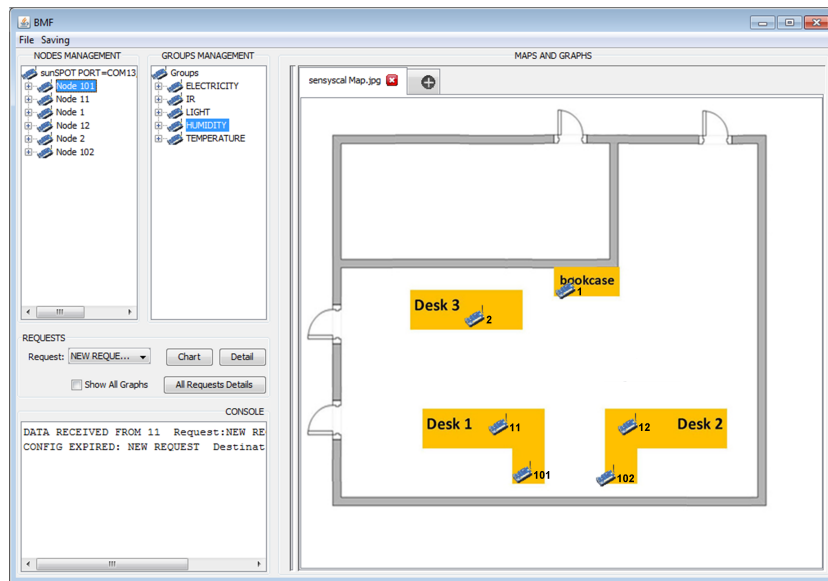 BMF
File Saving
NODES MANAGEMENT
sunSPOT PORT=COM13
Node 101
Node 11
Node 1
Node 12
Node 2
Node 102
GROUPS MANAGEMENT
Groups
ELECTRICITY
IR
LIGHT
HUMIDITY
TEMPERATURE
REQUESTS
Request: NEW REQUE... Chart Detail
Show All Graphs All Requests Details
CONSOLE
DATA RECEIVED FROM 11 Request:NEW RE
CONFIG EXPIRED: NEW REQUEST Destinat
MAPS AND GRAPHS
sensyscal Map.jpg
bookcase
1
Desk 3
2
Desk 1
11
101
12
Desk 2
102